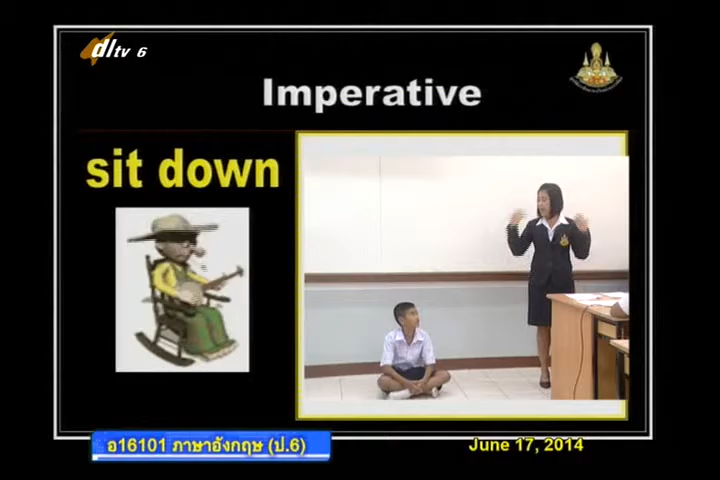 dltv 6
Imperative
sit down
อ16101 ภาษาอังกฤษ (ป.6)
June 17, 2014